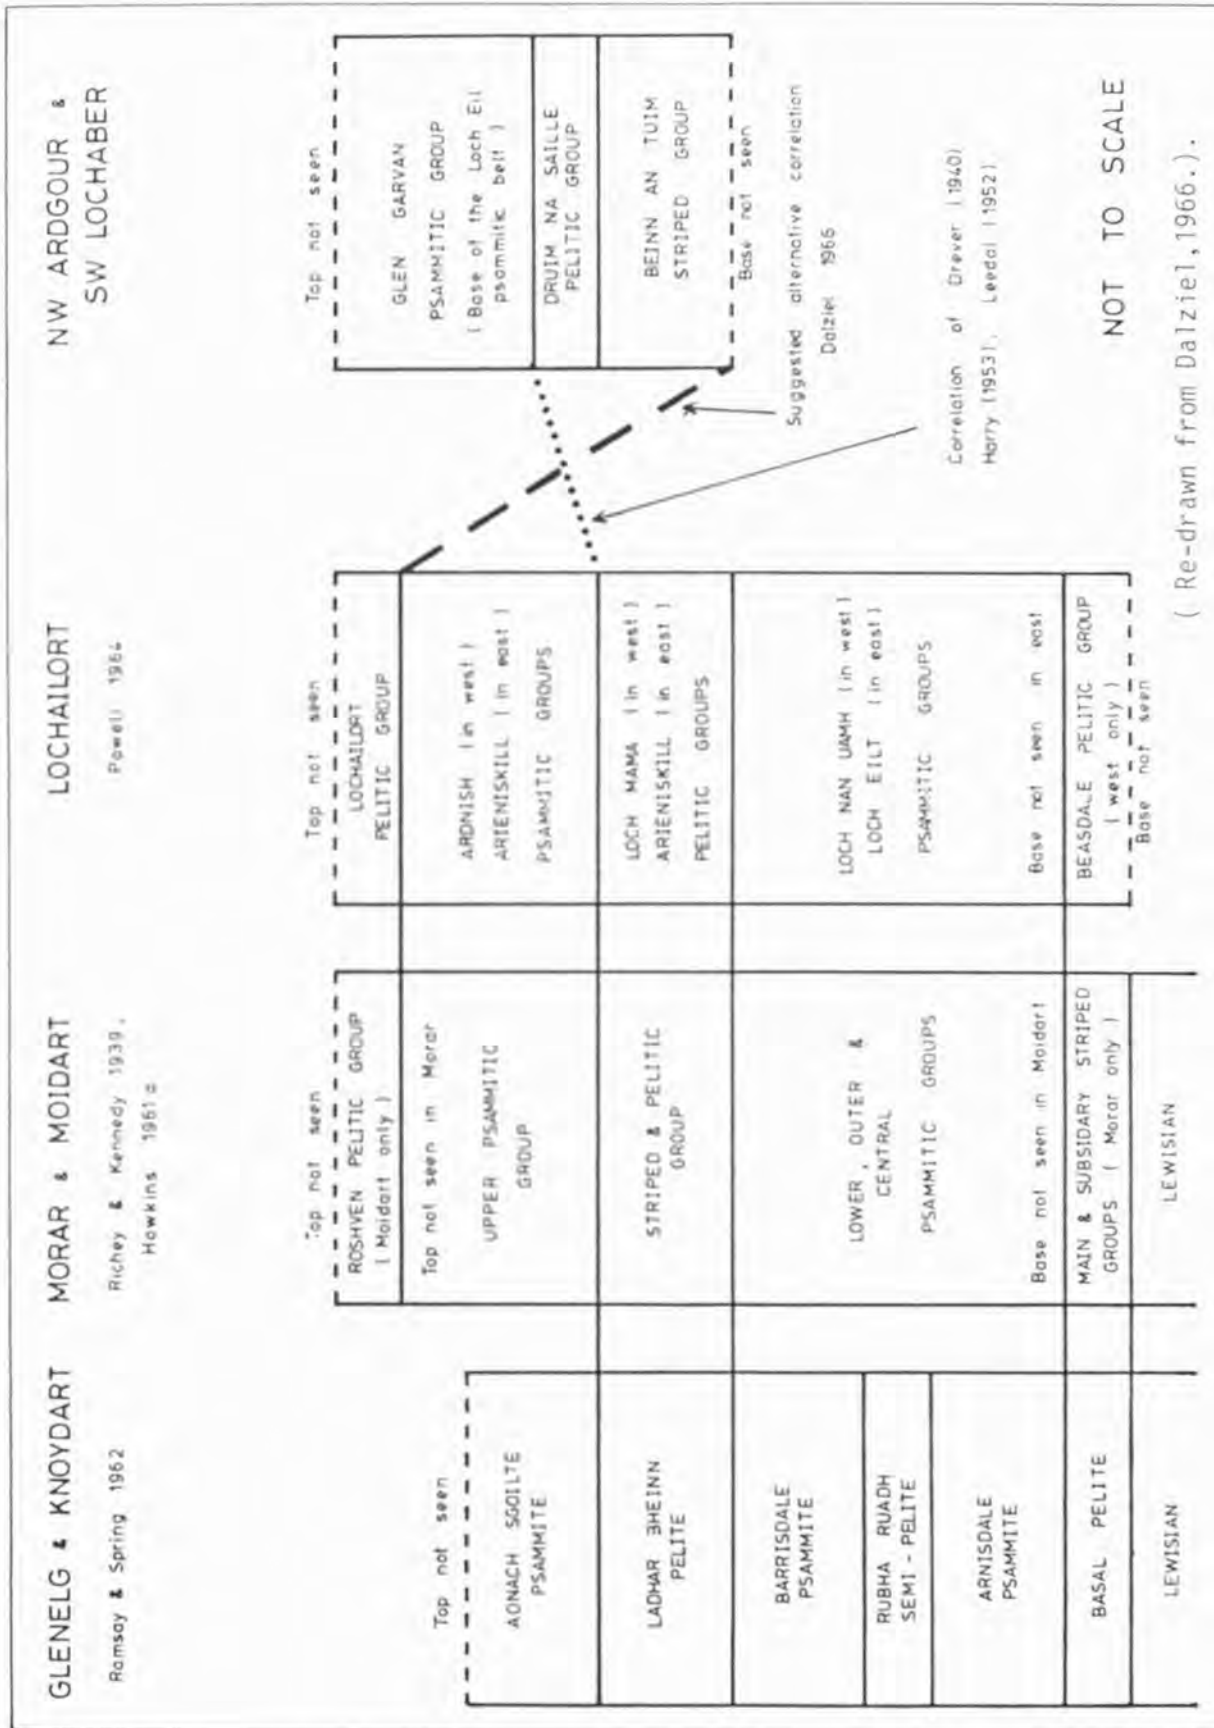 GLENELG & KNOYDART
Ramsay & Spring 1962
Top not seen
AONACH SGOILTE
PSAMMITE
LADHAR BHEINN
PELITE
BARRISDALE
PSAMMITE
RUBHA RUADH
SEMI - PELITE
ARNISDALE
PSAMMITE
BASAL PELITE
LEWISIAN
MORAR & MOIDART
Richey & Kennedy 1939,
Hawkins 1961a
Top not seen
ROSHVEN PELITIC GROUP
( Moidart only )
Top not seen in Morar
UPPER PSAMMITIC
GROUP
STRIPED & PELITIC
GROUP
LOWER, OUTER &
CENTRAL
PSAMMITIC GROUPS
Base not seen in Moidart
MAIN & SUBSIDARY STRIPED
GROUPS ( Morar only )
LEWISIAN
LOCHAILORT
Powell 1964
Top not seen
LOCHAILORT
PELITIC GROUP
ARDNISH ( in west )
ARIENISKILL ( in east )
PSAMMITIC GROUPS
LOCH MAMA ( in west )
ARIENISKILL ( in east )
PELITIC GROUPS
LOCH NAN UAMH ( in west )
LOCH EILT ( in east )
PSAMMITIC GROUPS
Base not seen in east
BEASDALE PELITIC GROUP
( west only )
Base not seen
NW ARDGOUR &
SW LOCHABER
Top not seen
GLEN GARVAN
PSAMMITIC GROUP
( Base of the Loch Eil
psammitic belt )
DRUIM NA SAILLE
PELITIC GROUP
BEINN AN TUIM
STRIPED GROUP
Base not seen
Suggested alternative correlation
Dalziel 1966
Correlation of Drever (1940)
Harry (1953), Leedal (1952).
NOT TO SCALE
( Re-drawn from Dalziel,1966.).